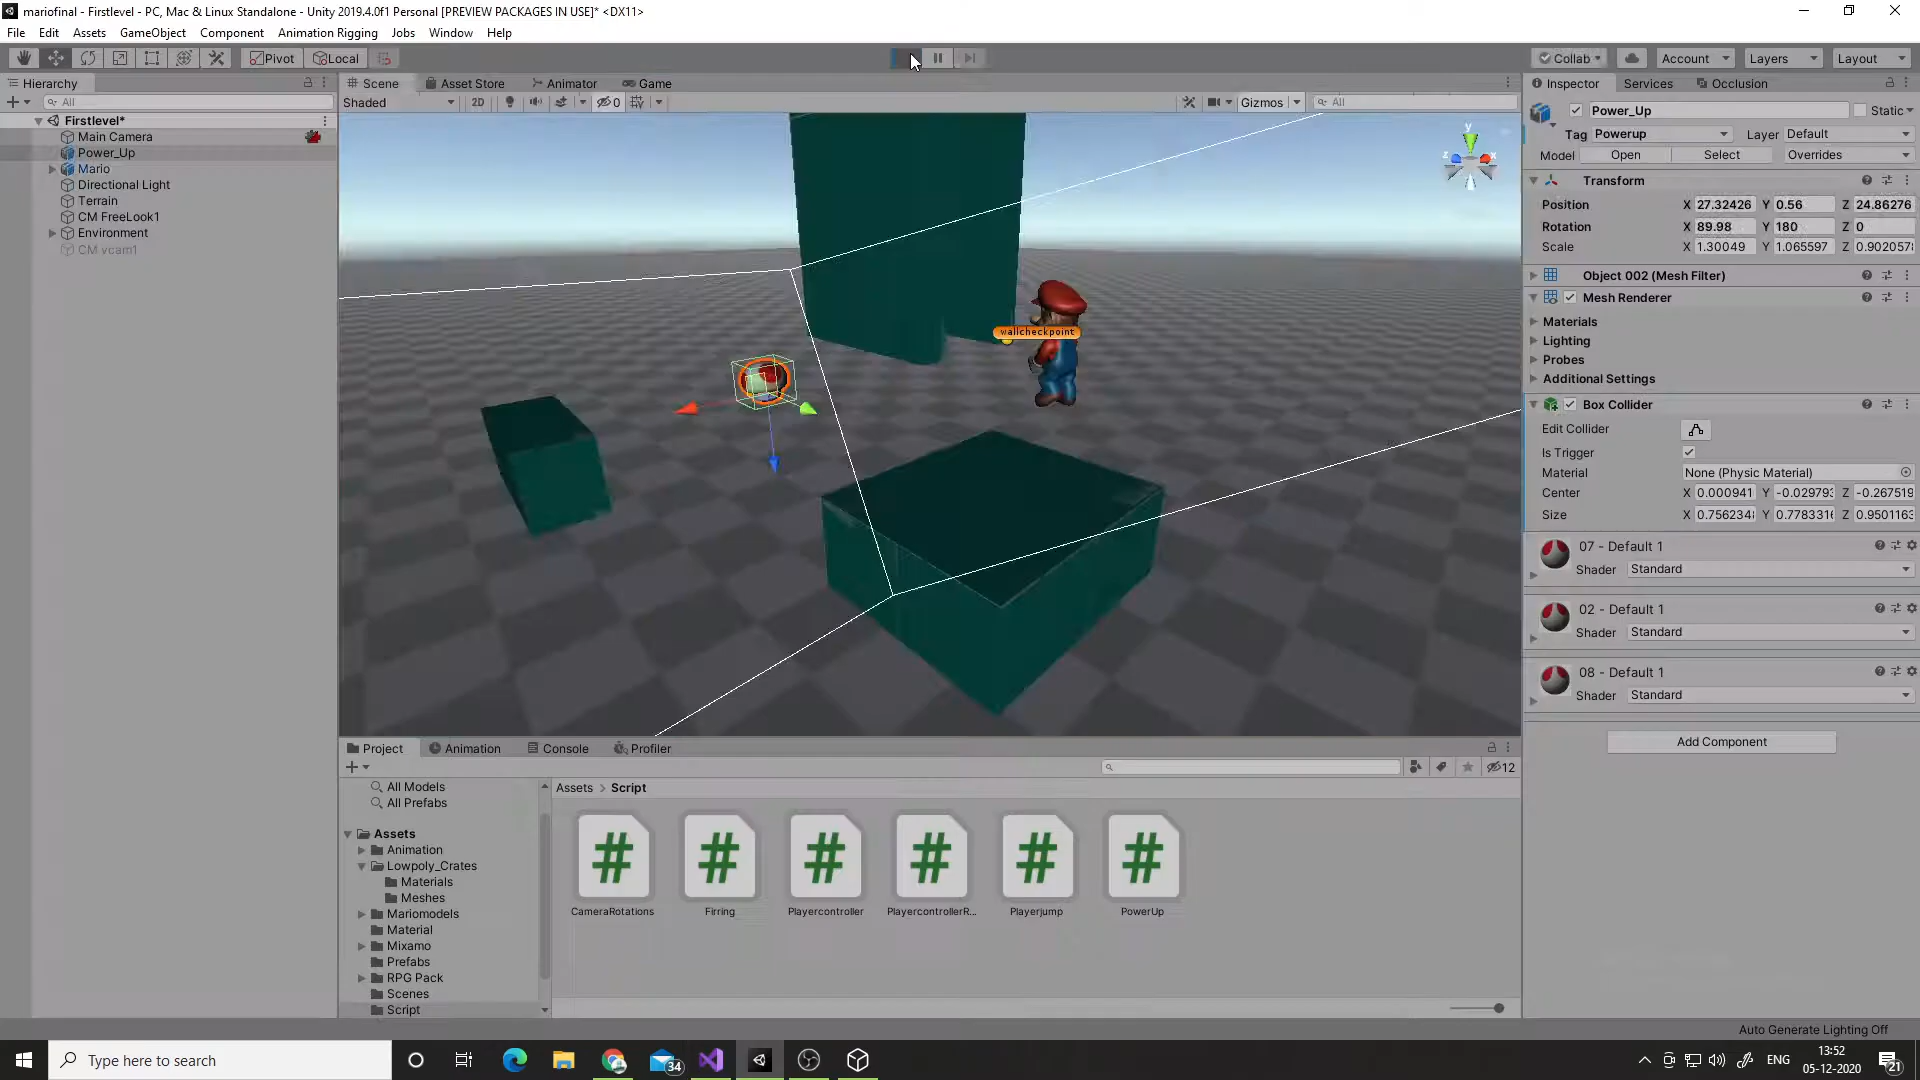 mariofinal - Firstlevel - PC, Mac & Linux Standalone - Unity 2019.4.0f1 Personal [PREVIEW PACKAGES IN USE]* <DX11>
File Edit Assets GameObject Component Animation Rigging Jobs Window Help
Pivot Local Collab Account Layers Layout
Hierarchy
All
Firstlevel*
Main Camera
Power_Up
Mario
Directional Light
Terrain
CM FreeLook1
Environment
CM vcam1
Scene Asset Store Animator Game
Shaded 2D 0 Gizmos All
y
x
z
wallcheckpoint
Inspector Services Occlusion
Power_Up Static
Tag Powerup Layer Default
Model Open Select Overrides
Transform
Position X 27.32426 Y 0.56 Z 24.86276
Rotation X 89.98 Y 180 Z 0
Scale X 1.30049 Y 1.065597 Z 0.902057
Object 002 (Mesh Filter)
Mesh Renderer
Materials
Lighting
Probes
Additional Settings
Box Collider
Edit Collider
Is Trigger
Material None (Physic Material)
Center X 0.000941 Y -0.029793 Z -0.267519
Size X 0.756234 Y 0.778331 Z 0.9501163
07 - Default 1
Shader Standard
02 - Default 1
Shader Standard
08 - Default 1
Shader Standard
Add Component
Project Animation Console Profiler
12
All Models
All Prefabs
Assets
Animation
Lowpoly_Crates
Materials
Meshes
Mariomodels
Material
Mixamo
Prefabs
RPG Pack
Scenes
Script
Assets > Script
CameraRotations Firring Playercontroller PlayercontrollerR... Playerjump PowerUp
Auto Generate Lighting Off
Type here to search
34
ENG
13:52
05-12-2020
21